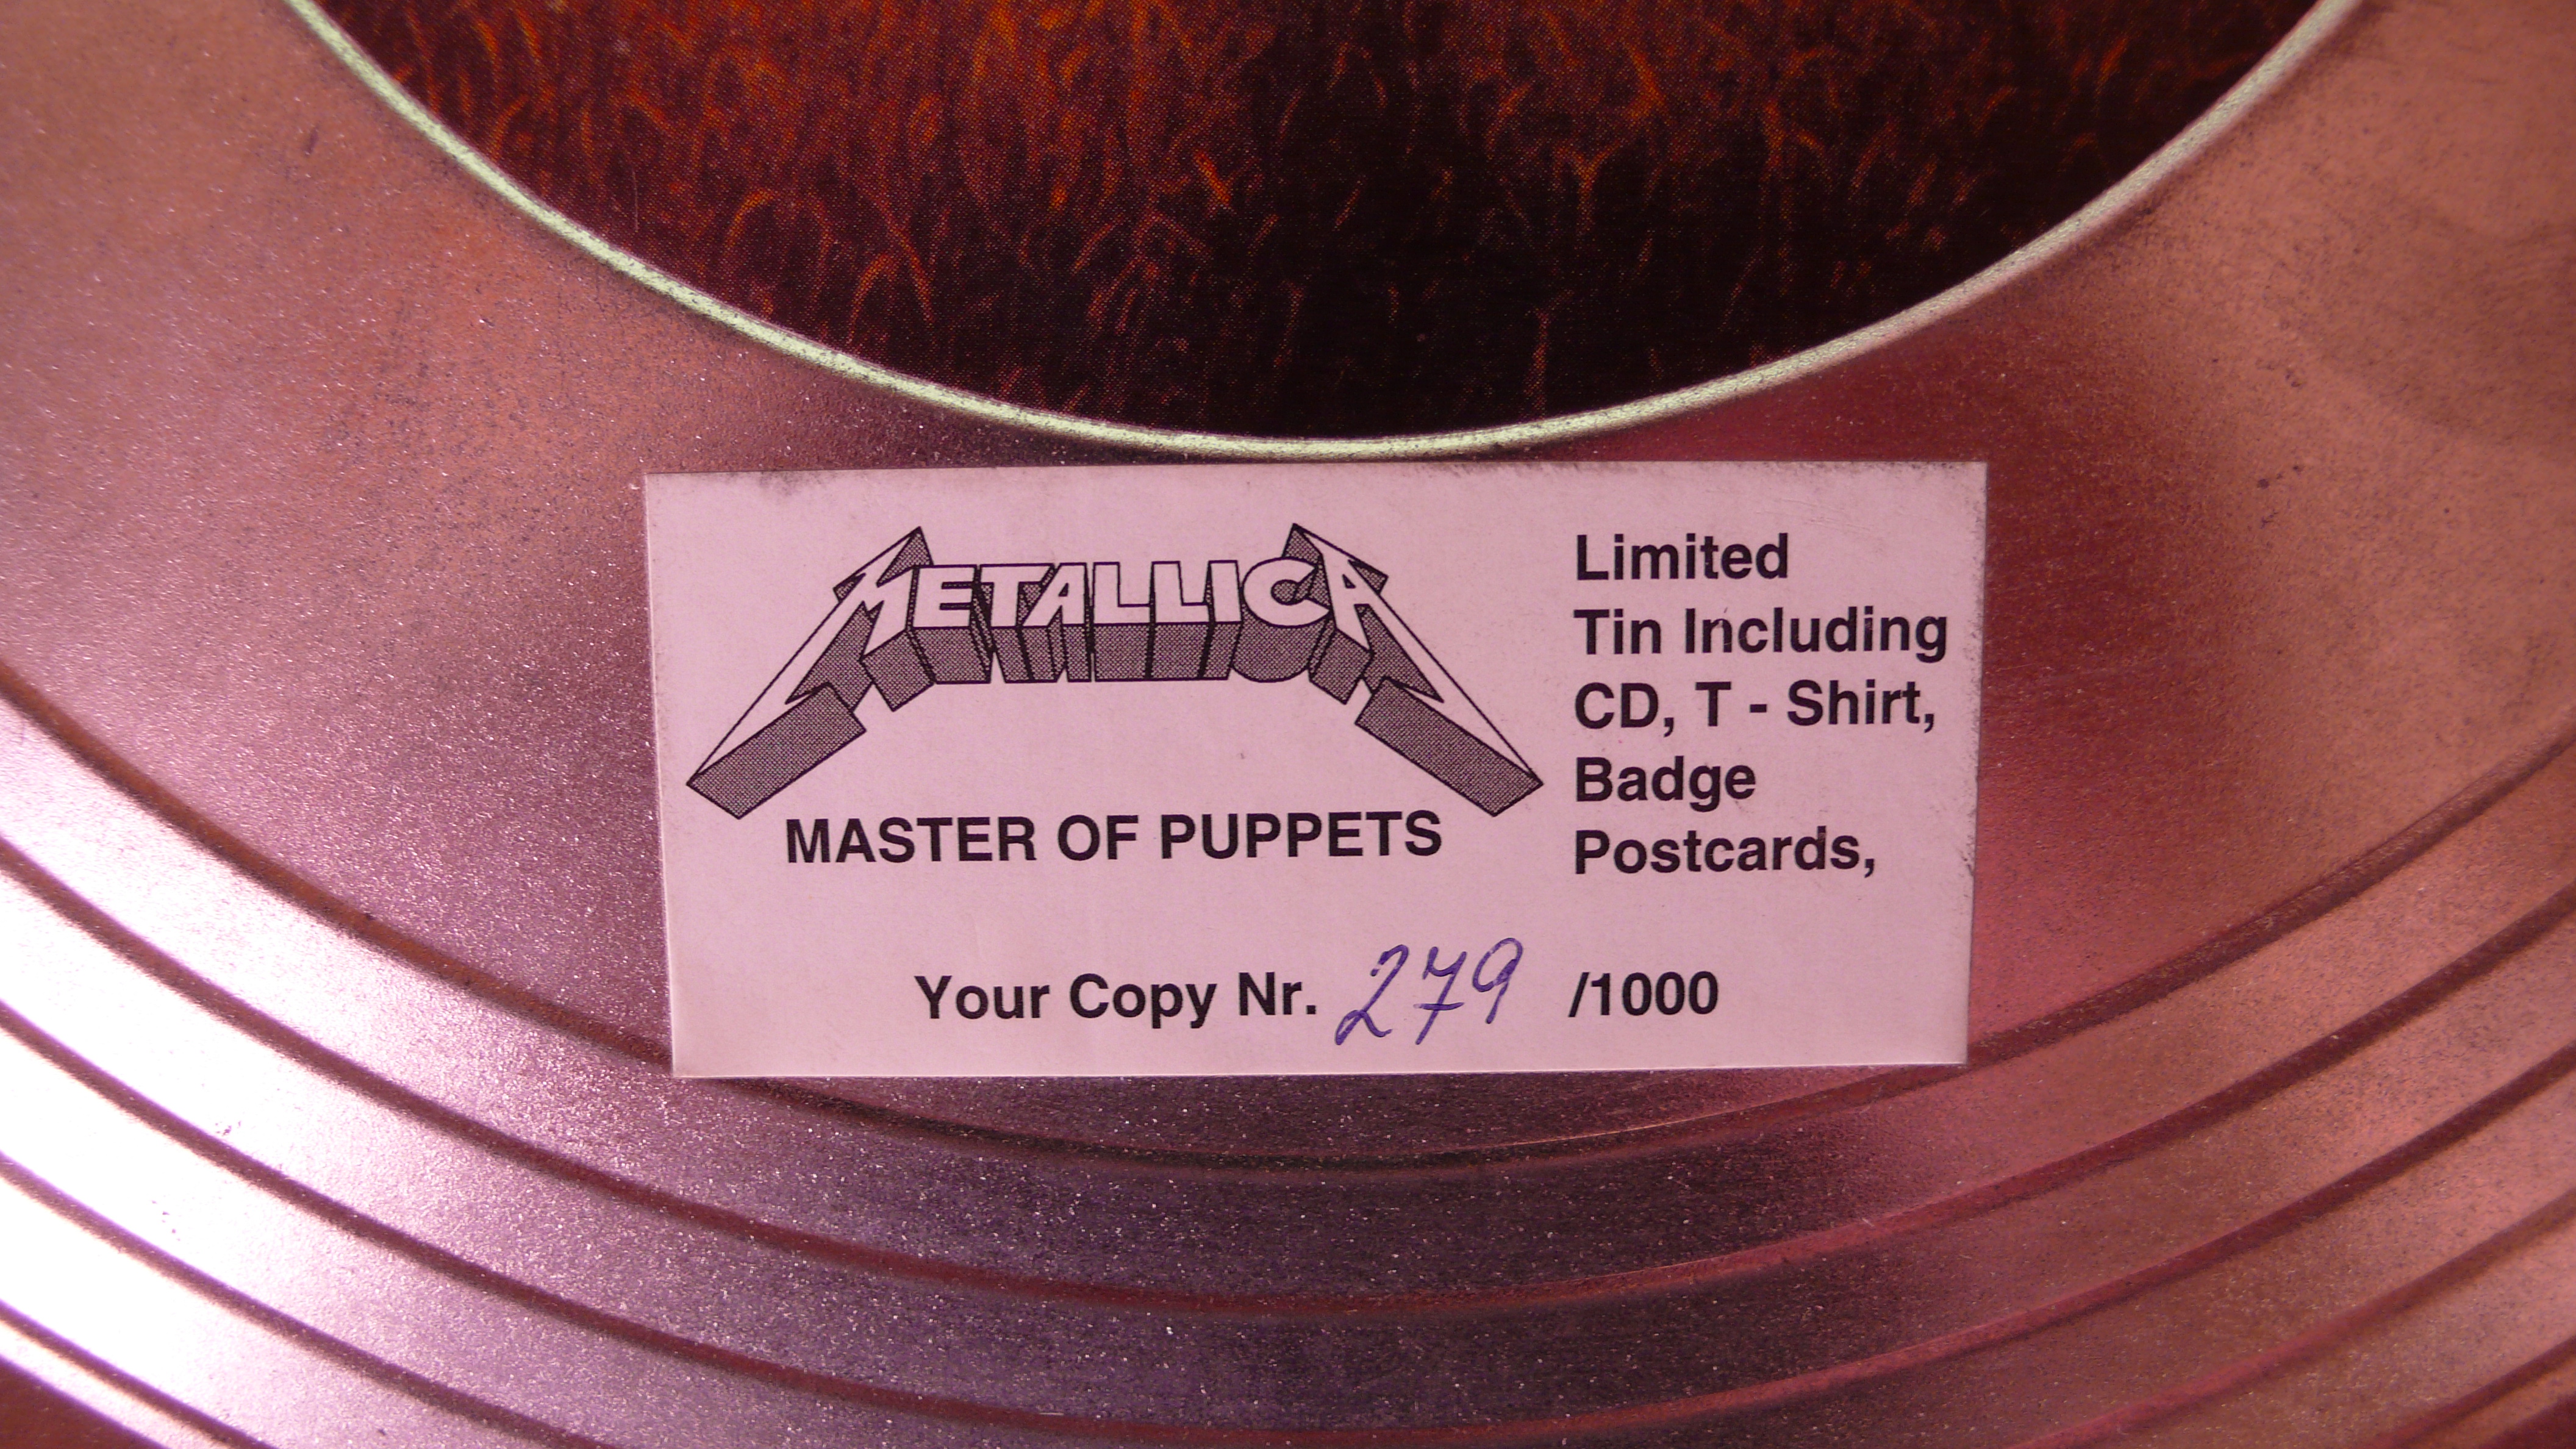 METALLICA
MASTER OF PUPPETS
Limited
Tin Including
CD, T - Shirt,
Badge
Postcards,
Your Copy Nr. 279 /1000